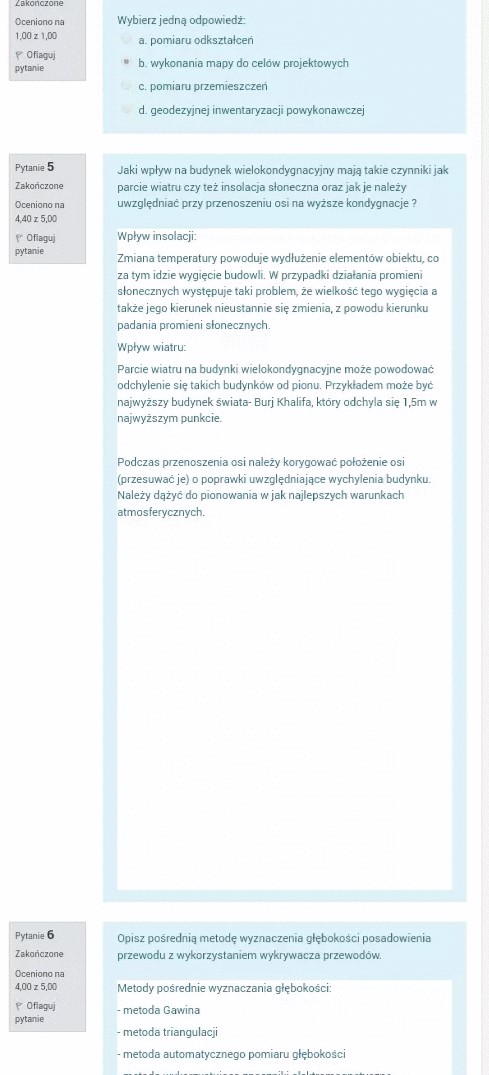 Zakończone
Oceniono na
1,00 z 1,00
Oflaguj
pytanie
Wybierz jedną odpowiedź:
a. pomiaru odkształceń
b. wykonania mapy do celów projektowych
c. pomiaru przemieszczeń
d. geodezyjnej inwentaryzacji powykonawczej
Pytanie 5
Zakończone
Oceniono na
4,40 z 5,00
Oflaguj
pytanie
Jaki wpływ na budynek wielokondygnacyjny mają takie czynniki jak
parcie wiatru czy też insolacja słoneczna oraz jak je należy
uwzględniać przy przenoszeniu osi na wyższe kondygnacje ?
Wpływ insolacji:
Zmiana temperatury powoduje wydłużenie elementów obiektu, co
za tym idzie wygięcie budowli. W przypadki działania promieni
słonecznych występuje taki problem, że wielkość tego wygięcia a
także jego kierunek nieustannie się zmienia, z powodu kierunku
padania promieni słonecznych.
Wpływ wiatru:
Parcie wiatru na budynki wielokondygnacyjne może powodować
odchylenie się takich budynków od pionu. Przykładem może być
najwyższy budynek świata- Burj Khalifa, który odchyla się 1,5m w
najwyższym punkcie.
Podczas przenoszenia osi należy korygować położenie osi
(przesuwać je) o poprawki uwzględniające wychylenia budynku.
Należy dążyć do pionowania w jak najlepszych warunkach
atmosferycznych.
Pytanie 6
Zakończone
Oceniono na
4,00 z 5,00
Oflaguj
pytanie
Opisz pośrednią metodę wyznaczenia głębokości posadowienia
przewodu z wykorzystaniem wykrywacza przewodów.
Metody pośrednie wyznaczania głębokości:
- metoda Gawina
- metoda triangulacji
- metoda automatycznego pomiaru głębokości